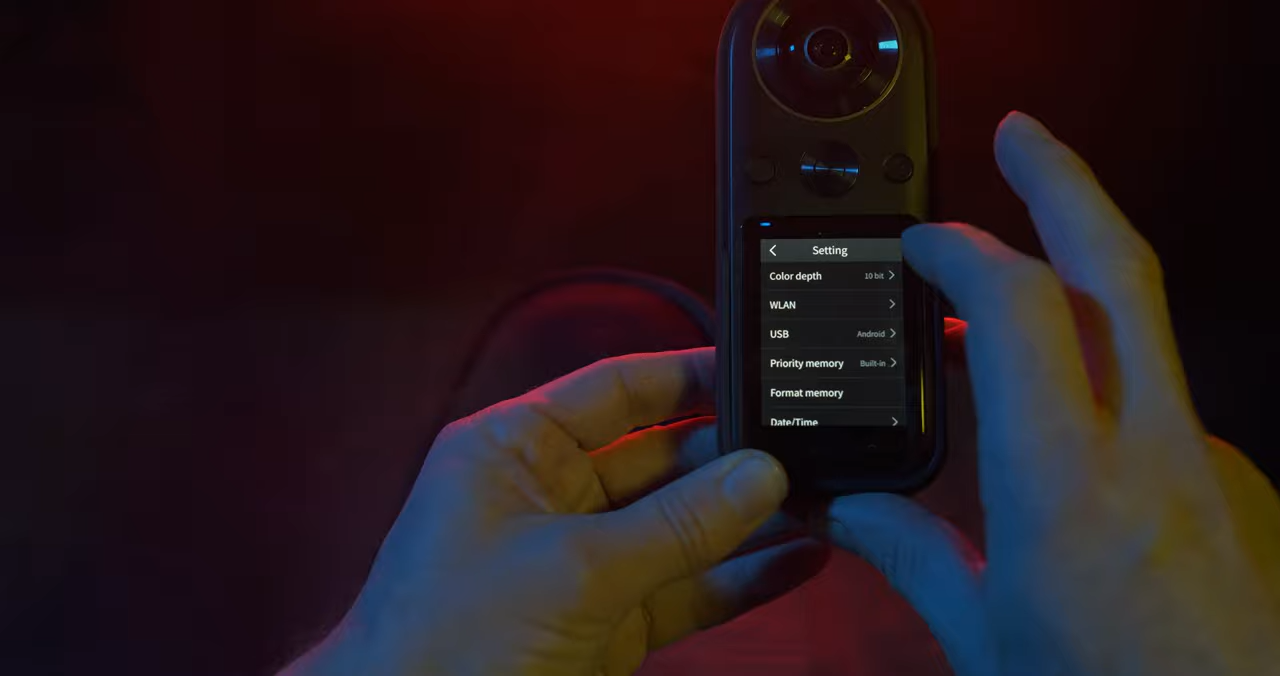 Setting
Color depth 10 bit
WLAN
USB Android
Priority memory Built-in
Format memory
Date/Time